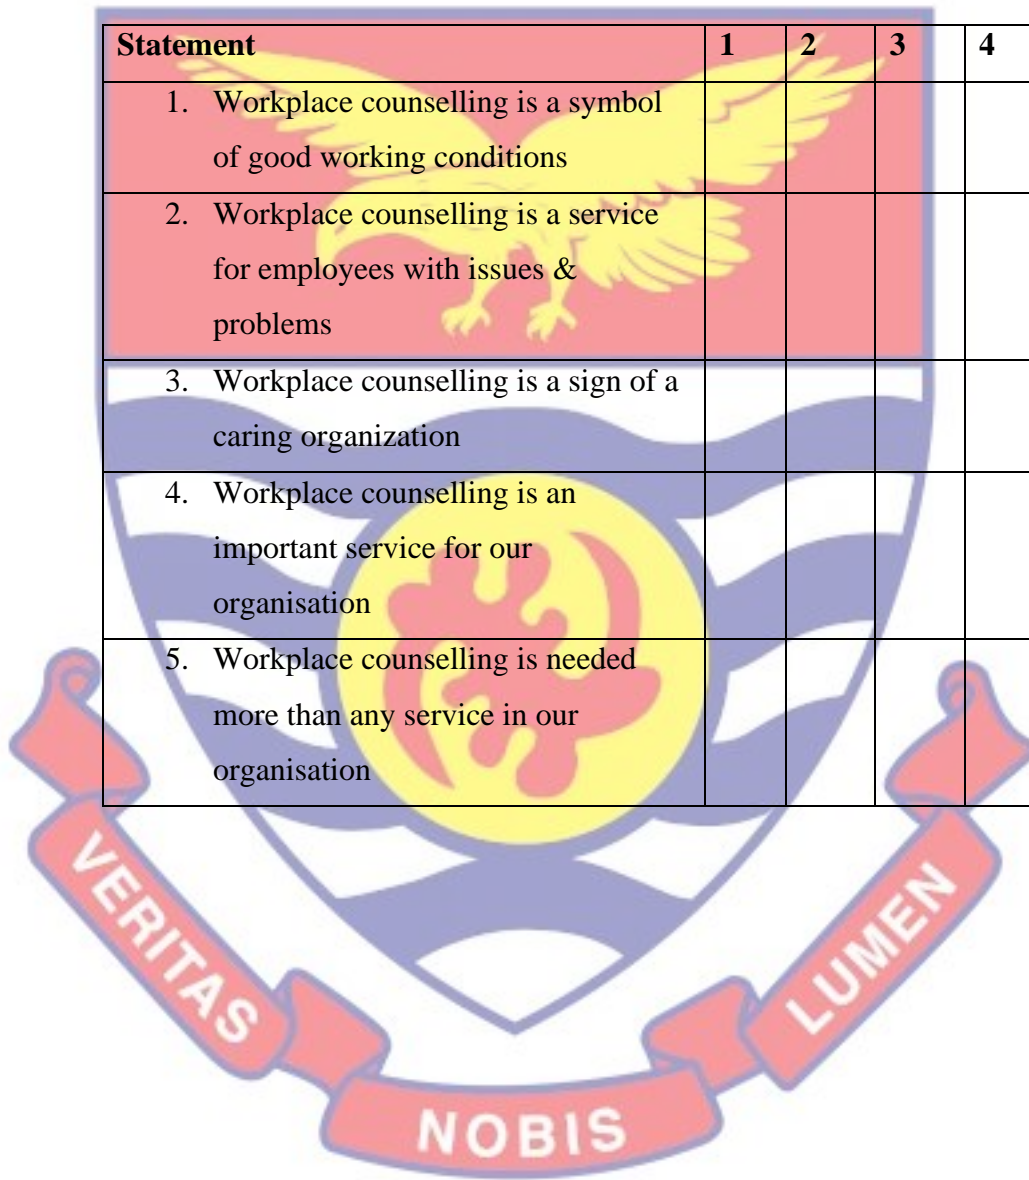 Statement 1 2 3 4
1. Workplace counselling is a symbol
of good working conditions
2. Workplace counselling is a service
for employees with issues &
problems
3. Workplace counselling is a sign of a
caring organization
4. Workplace counselling is an
important service for our
organisation
5. Workplace counselling is needed
more than any service in our
organisation
VERITAS
NOBIS
LUMEN